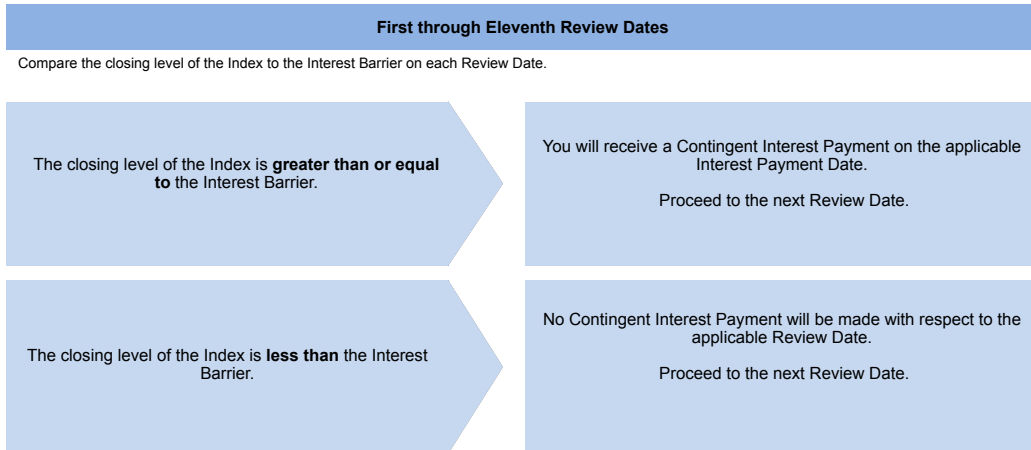 First through Eleventh Review Dates
Compare the closing level of the Index to the Interest Barrier on each Review Date.
The closing level of the Index is greater than or equal
to the Interest Barrier.
You will receive a Contingent Interest Payment on the applicable
Interest Payment Date.
Proceed to the next Review Date.
The closing level of the Index is less than the Interest
Barrier.
No Contingent Interest Payment will be made with respect to the
applicable Review Date.
Proceed to the next Review Date.